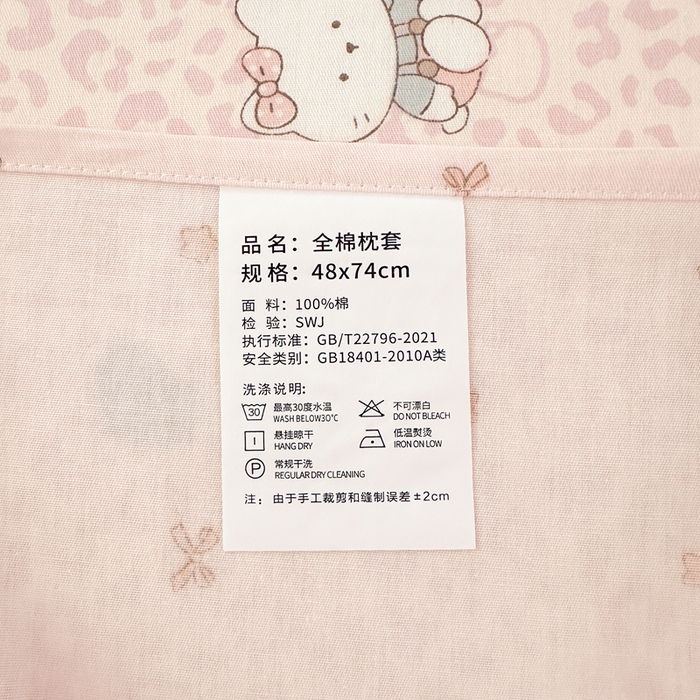 品名：全棉枕套
规格：48x74cm
面 料：100%棉
检 验：SWJ
执行标准：GB/T22796-2021
安全类别：GB18401-2010A类
洗涤说明:
30 最高30度水温 不可漂白
WASH BELOW30°C DO NOT BLEACH
悬挂晾干 低温熨烫
HANG DRY IRON ON LOW
P 常规干洗
REGULAR DRY CLEANING
注：由于手工裁剪和缝制误差±2cm